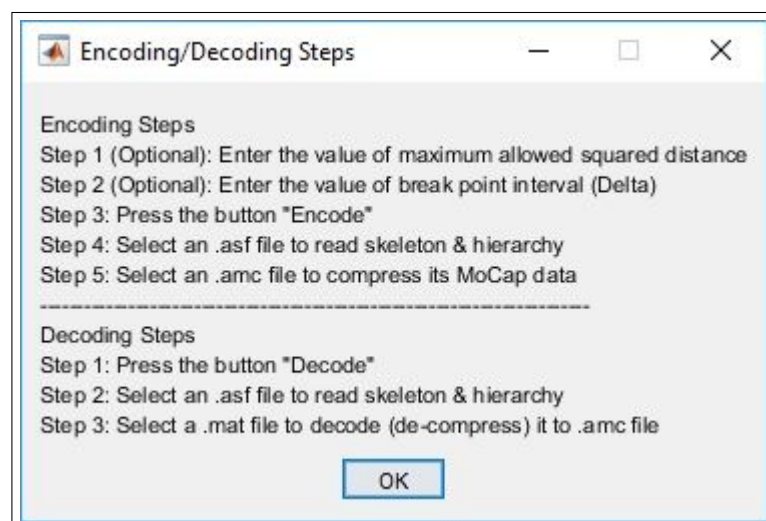 Encoding/Decoding Steps
Encoding Steps
Step 1 (Optional): Enter the value of maximum allowed squared distance
Step 2 (Optional): Enter the value of break point interval (Delta)
Step 3: Press the button "Encode"
Step 4: Select an .asf file to read skeleton & hierarchy
Step 5: Select an .amc file to compress its MoCap data
----------------------------------------------------------------------------
Decoding Steps
Step 1: Press the button "Decode"
Step 2: Select an .asf file to read skeleton & hierarchy
Step 3: Select a .mat file to decode (de-compress) it to .amc file
OK